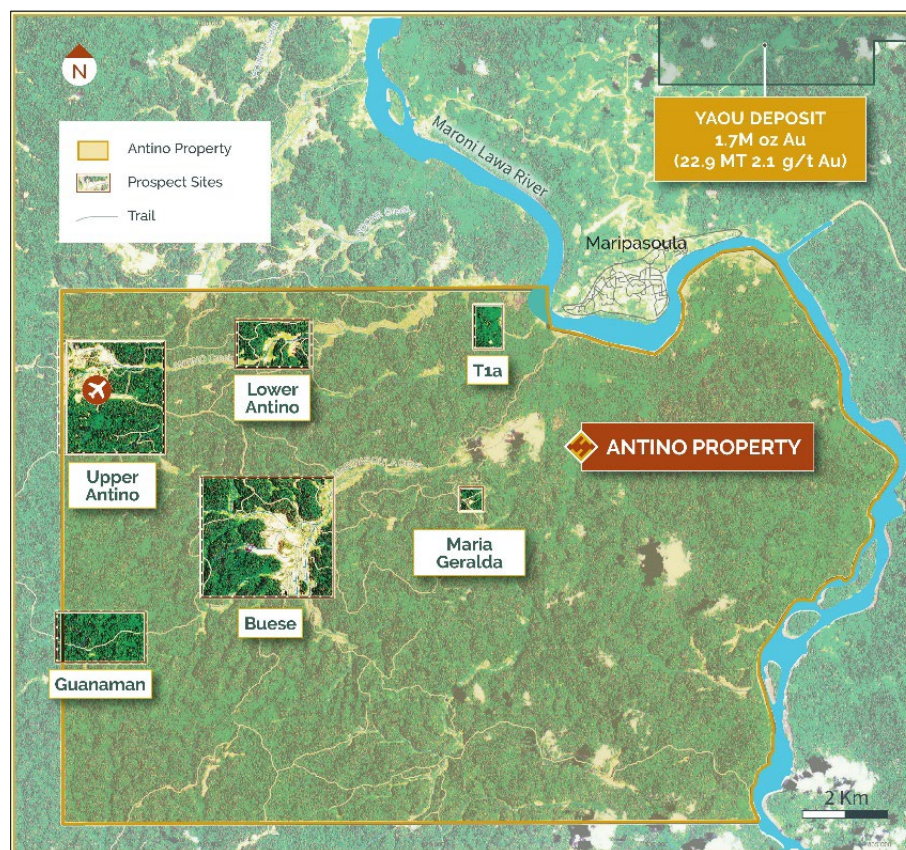 N
Antino Property
Prospect Sites
Trail
Maroni Lawa River
YAOU DEPOSIT
1.7M oz Au
(22.9 MT 2.1 g/t Au)
Maripasoula
T1a
Lower
Antino
Upper
Antino
ANTINO PROPERTY
Maria
Geralda
Buese
Guanaman
2 Km